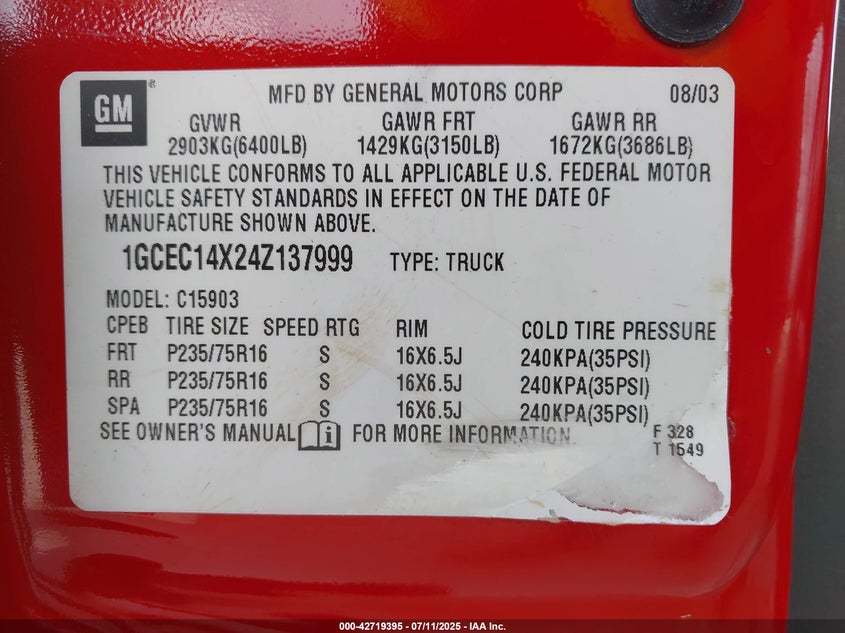 GM ®
MFD BY GENERAL MOTORS CORP 08/03
GVWR GAWR FRT GAWR RR
2903KG(6400LB) 1429KG(3150LB) 1672KG(3686LB)
THIS VEHICLE CONFORMS TO ALL APPLICABLE U.S. FEDERAL MOTOR
VEHICLE SAFETY STANDARDS IN EFFECT ON THE DATE OF
MANUFACTURE SHOWN ABOVE.
1GCEC14X24Z137999 TYPE: TRUCK
MODEL: C15903
CPEB TIRE SIZE SPEED RTG RIM COLD TIRE PRESSURE
FRT P235/75R16 S 16X6.5J 240KPA(35PSI)
RR P235/75R16 S 16X6.5J 240KPA(35PSI)
SPA P235/75R16 S 16X6.5J 240KPA(35PSI)
SEE OWNER'S MANUAL i FOR MORE INFORMATION.
F 328
T 1549
000-42719395 - 07/11/2025 - IAA Inc.